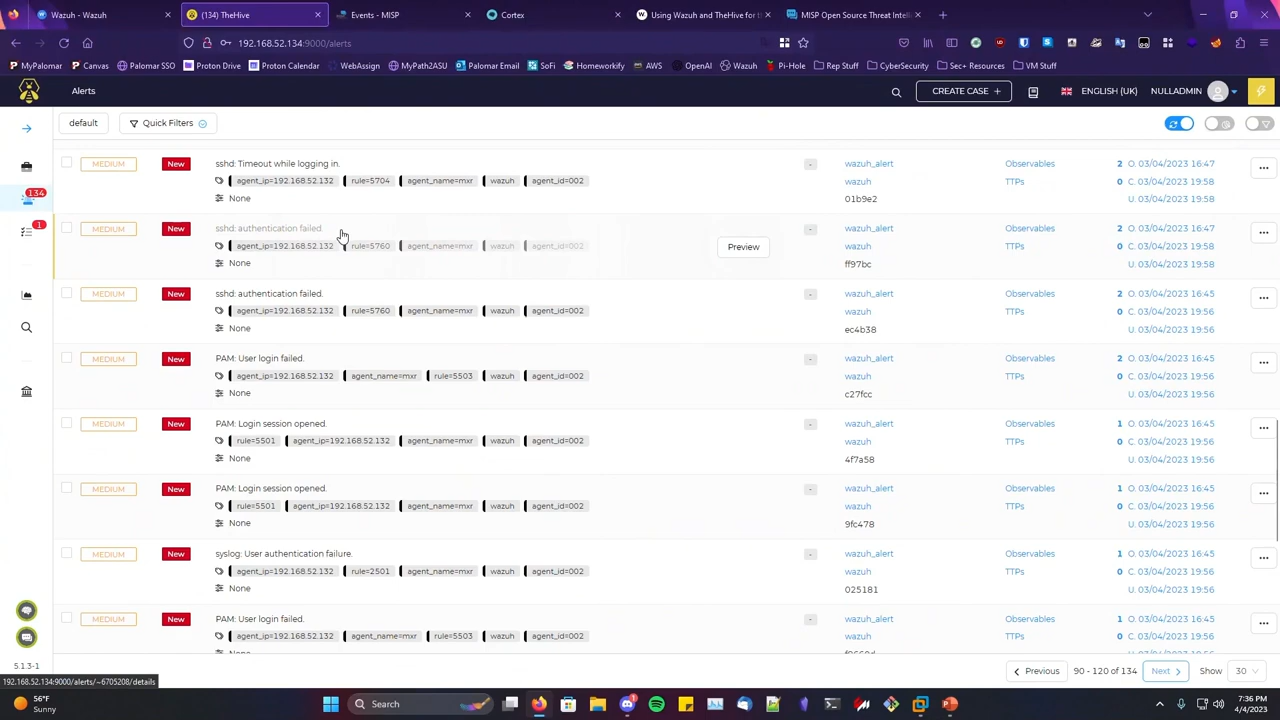 Wazuh
(134) TheHive
Events - MISP
Cortex
Using Wazuh and TheHive for th
MISP Open Source Threat Intelli
192.168.52.134:9000/alerts
MyPalomar Canvas Palomar SSO Proton Drive Proton Calendar WebAssign MyPath2ASU Palomar Email SoFi Homeworkify AWS OpenAI Wazuh Pi-Hole Rep Stuff CyberSecurity Sec+ Resources VM Stuff
Alerts
CREATE CASE +
ENGLISH (UK)
NULLADMIN
default
Quick Filters
134
1
MEDIUM New sshd: Timeout while logging in. - wazuh_alert Observables 2 O. 03/04/2023 16:47
agent_ip=192.168.52.132 rule=5704 agent_name=mxr wazuh agent_id=002 wazuh TTPs 0 C. 03/04/2023 19:58
None 01b9e2 U. 03/04/2023 19:58
MEDIUM New sshd: authentication failed. - wazuh_alert Observables 2 O. 03/04/2023 16:47
agent_ip=192.168.52.132 rule=5760 agent_name=mxr wazuh agent_id=002 Preview wazuh TTPs 0 C. 03/04/2023 19:58
None ff97bc U. 03/04/2023 19:58
MEDIUM New sshd: authentication failed. - wazuh_alert Observables 2 O. 03/04/2023 16:45
agent_ip=192.168.52.132 rule=5760 agent_name=mxr wazuh agent_id=002 wazuh TTPs 0 C. 03/04/2023 19:56
None ec4b38 U. 03/04/2023 19:56
MEDIUM New PAM: User login failed. - wazuh_alert Observables 2 O. 03/04/2023 16:45
agent_ip=192.168.52.132 agent_name=mxr rule=5503 wazuh agent_id=002 wazuh TTPs 0 C. 03/04/2023 19:56
None c27fcc U. 03/04/2023 19:56
MEDIUM New PAM: Login session opened. - wazuh_alert Observables 1 O. 03/04/2023 16:45
rule=5501 agent_ip=192.168.52.132 agent_name=mxr wazuh agent_id=002 wazuh TTPs 0 C. 03/04/2023 19:56
None 4f7a58 U. 03/04/2023 19:56
MEDIUM New PAM: Login session opened. - wazuh_alert Observables 1 O. 03/04/2023 16:45
rule=5501 agent_ip=192.168.52.132 agent_name=mxr wazuh agent_id=002 wazuh TTPs 0 C. 03/04/2023 19:56
None 9fc478 U. 03/04/2023 19:56
MEDIUM New syslog: User authentication failure. - wazuh_alert Observables 1 O. 03/04/2023 16:45
agent_ip=192.168.52.132 rule=2501 agent_name=mxr wazuh agent_id=002 wazuh TTPs 0 C. 03/04/2023 19:56
None 025181 U. 03/04/2023 19:56
MEDIUM New PAM: User login failed. - wazuh_alert Observables 1 O. 03/04/2023 16:45
agent_ip=192.168.52.132 agent_name=mxr rule=5503 wazuh agent_id=002 wazuh TTPs 0 C. 03/04/2023 19:56
None U. 03/04/2023 19:56
5.1.3-1
Previous 90 - 120 of 134 Next Show 30
192.168.52.134:9000/alerts/~6705208/details
56°F
Sunny
Search
7:36 PM
4/4/2023